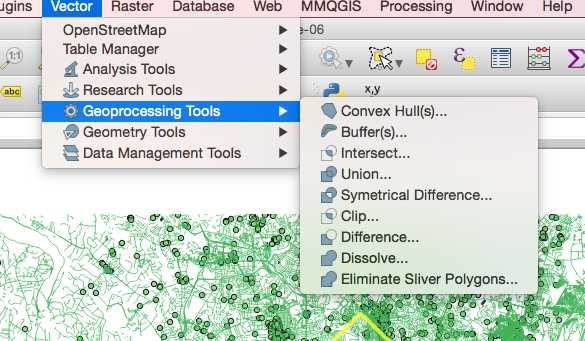 ugins Vector Raster Database Web MMQGIS Processing Window Help
e-06
OpenStreetMap
Table Manager
Analysis Tools
Research Tools
Geoprocessing Tools
Geometry Tools
Data Management Tools
1:1
ε
Σ
abc
x,y
Convex Hull(s)...
Buffer(s)...
Intersect...
Union...
Symetrical Difference...
Clip...
Difference...
Dissolve...
Eliminate Sliver Polygons...